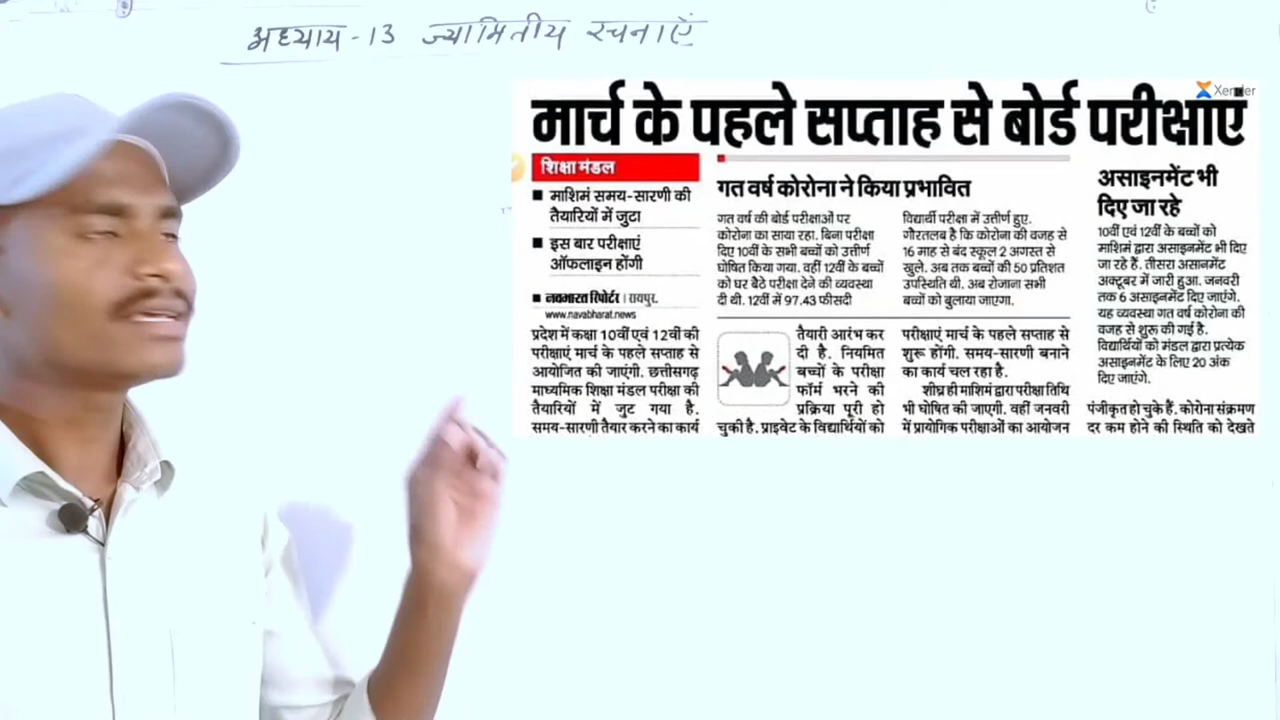 अध्याय-13 ज्यामितीय रचनाएँ
Xender
मार्च के पहले सप्ताह से बोर्ड परीक्षाएं
शिक्षा मंडल
■ माशिमं समय-सारणी की
तैयारियों में जुटा
■ इस बार परीक्षाएं
ऑफलाइन होंगी
■ नवभारत रिपोर्टर । रायपुर.
www.navabharat.news
प्रदेश में कक्षा 10वीं एवं 12वीं की
परीक्षाएं मार्च के पहले सप्ताह से
आयोजित की जाएंगी. छत्तीसगढ़
माध्यमिक शिक्षा मंडल परीक्षा की
तैयारियों में जुट गया है.
समय-सारणी तैयार करने का कार्य
गत वर्ष कोरोना ने किया प्रभावित
गत वर्ष की बोर्ड परीक्षाओं पर
कोरोना का साया रहा. बिना परीक्षा
दिए 10वीं के सभी बच्चों को उत्तीर्ण
घोषित किया गया. वहीं 12वीं के बच्चों
को घर बैठे परीक्षा देने की व्यवस्था
दी थी. 12वीं में 97.43 फीसदी
विद्यार्थी परीक्षा में उत्तीर्ण हुए.
गौरतलब है कि कोरोना की वजह से
16 माह से बंद स्कूल 2 अगस्त से
खुले. अब तक बच्चों की 50 प्रतिशत
उपस्थिति थी. अब रोजाना सभी
बच्चों को बुलाया जाएगा.
तैयारी आरंभ कर
दी है. नियमित
बच्चों के परीक्षा
फॉर्म भरने की
प्रक्रिया पूरी हो
चुकी है. प्राइवेट के विद्यार्थियों को
परीक्षाएं मार्च के पहले सप्ताह से
शुरू होंगी. समय-सारणी बनाने
का कार्य चल रहा है.
शीघ्र ही माशिमं द्वारा परीक्षा तिथि
भी घोषित की जाएगी. वहीं जनवरी
में प्रायोगिक परीक्षाओं का आयोजन
असाइनमेंट भी
दिए जा रहे
10वीं एवं 12वीं के बच्चों को
माशिमं द्वारा असाइनमेंट भी दिए
जा रहे हैं. तीसरा असानमेंट
अक्टूबर में जारी हुआ. जनवरी
तक 6 असाइनमेंट दिए जाएंगे.
यह व्यवस्था गत वर्ष कोरोना की
वजह से शुरू की गई है.
विद्यार्थियों को मंडल द्वारा प्रत्येक
असाइनमेंट के लिए 20 अंक
दिए जाएंगे.
पंजीकृत हो चुके हैं. कोरोना संक्रमण
दर कम होने की स्थिति को देखते